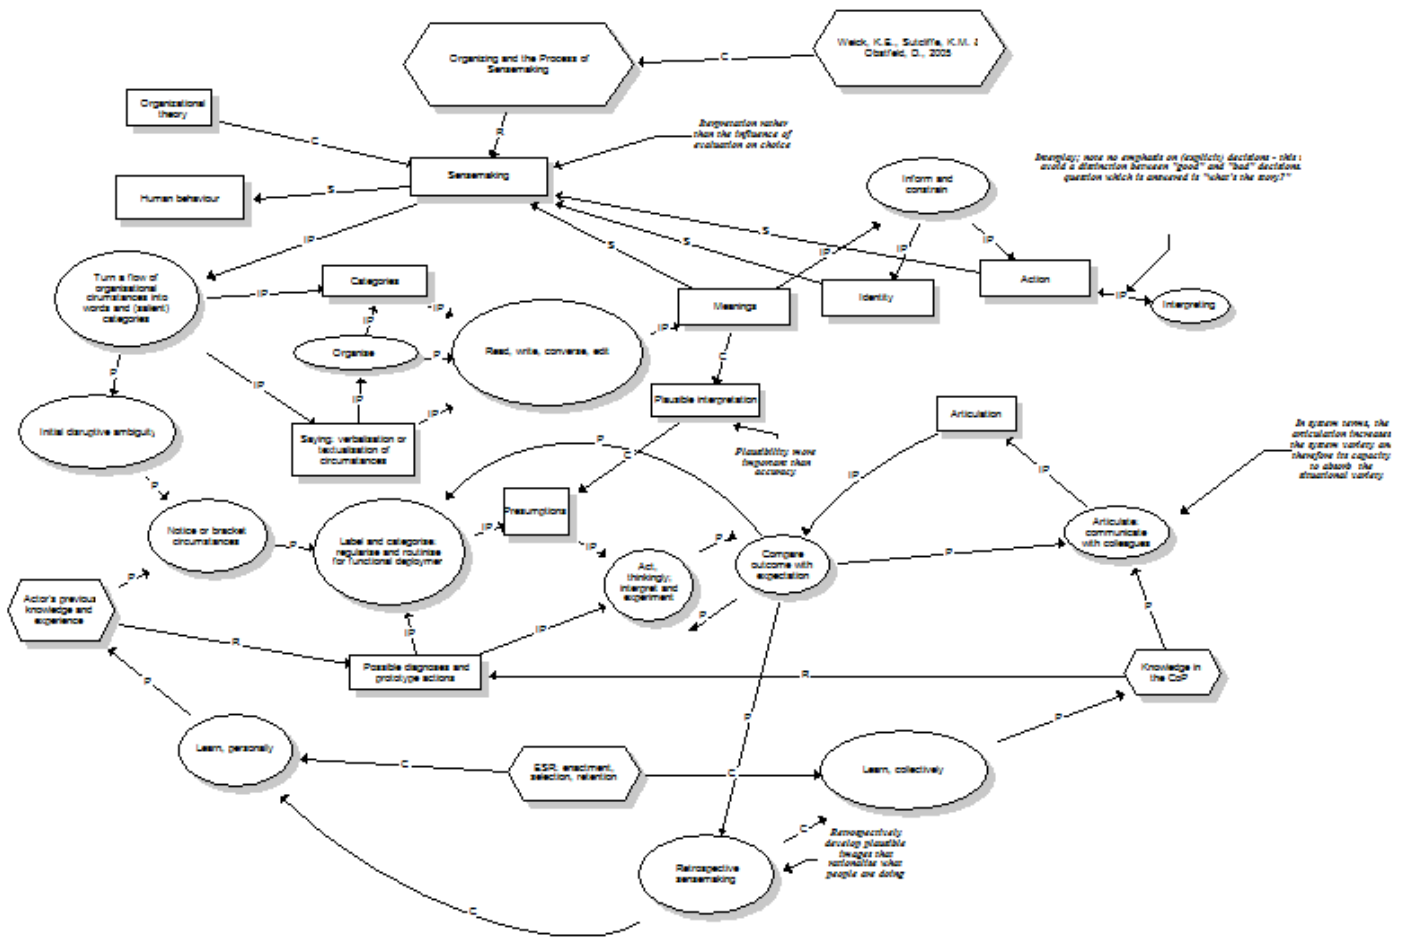 Organizing and the Process of
Sensemaking
C
Weick, K.E., Sutcliffe, K.M. &
Obstfeld, D., 2005
Organizational
theory
C
R
Interpretation rather
than the influence of
evaluation on choice
Sensemaking
Human behaviour
S
Inform and
constrain
Interplay; note no emphasis on (explicit) decisions - this
avoid a distinction between "good" and "bad" decisions.
question which is answered is "what's the story?"
IP
S
S
S
IP
IP
IP
Turn a flow of
organisational
circumstances into
words and (salient)
categories
IP
Categories
Meanings
Identity
Action
IP
Interpreting
IP
IP
Organise
P
Read, write, converse, edit
IP
C
P
IP
IP
IP
Plausible interpretation
Articulation
Initial disruptive ambiguity
Saying: verbalisation or
textualisation of
circumstances
P
C
Plausibility more
important than
accuracy
IP
IP
In system terms, the
articulation increases
the system variety an
therefore its capacity
to absorb the
situational variety
P
Notice or bracket
circumstances
P
Label and categorise:
regularise and routinise
for functional deploymer
IP
Presumptions
IP
Act,
thinkingly;
interpret and
experiment
P
P
Compare
outcome with
expectation
P
Articulate:
communicate
with colleagues
P
Actor's previous
knowledge and
experience
R
IP
IP
Possible diagnoses and
prototype actions
R
P
Knowledge in
the CoP
P
Learn, personally
C
ESR: enactment,
selection, retention
C
P
Learn, collectively
P
C
Retrospective
sensemaking
C
Retrospectively
develop plausible
images that
rationalise what
people are doing